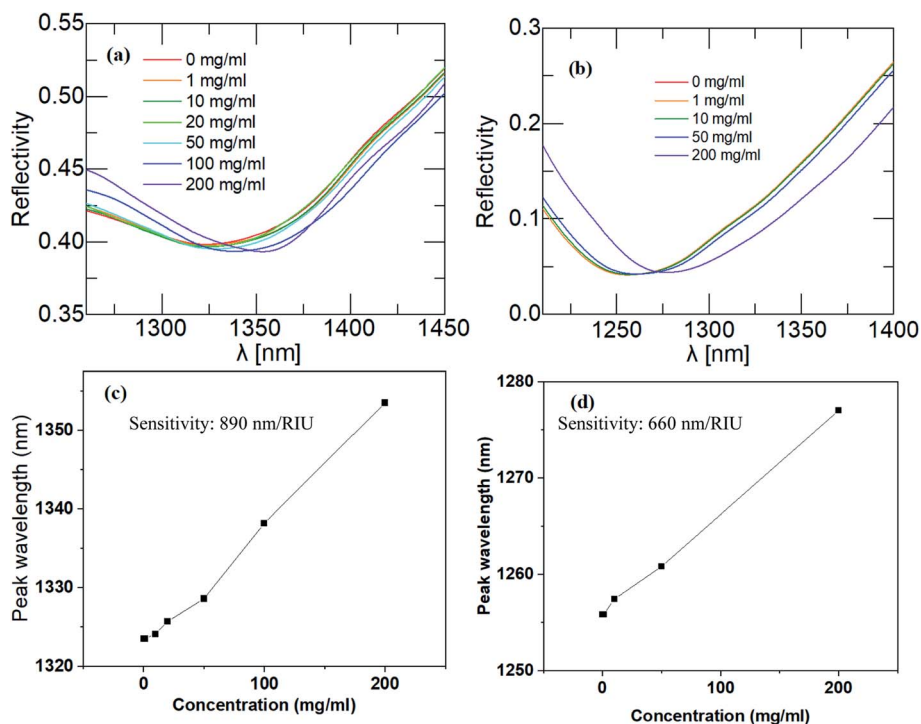 0.55
0.50
0.45
0.40
0.35
Reflectivity
(a)
0 mg/ml
1 mg/ml
10 mg/ml
20 mg/ml
50 mg/ml
100 mg/ml
200 mg/ml
1300
1350
1400
1450
λ [nm]
0.3
0.2
0.1
0.0
Reflectivity
(b)
0 mg/ml
1 mg/ml
10 mg/ml
50 mg/ml
200 mg/ml
1250
1300
1350
1400
λ [nm]
(c)
Sensitivity: 890 nm/RIU
1350
1340
1330
1320
Peak wavelength (nm)
0
100
200
Concentration (mg/ml)
(d)
Sensitivity: 660 nm/RIU
1280
1270
1260
1250
Peak wavelength (nm)
0
100
200
Concentration (mg/ml)